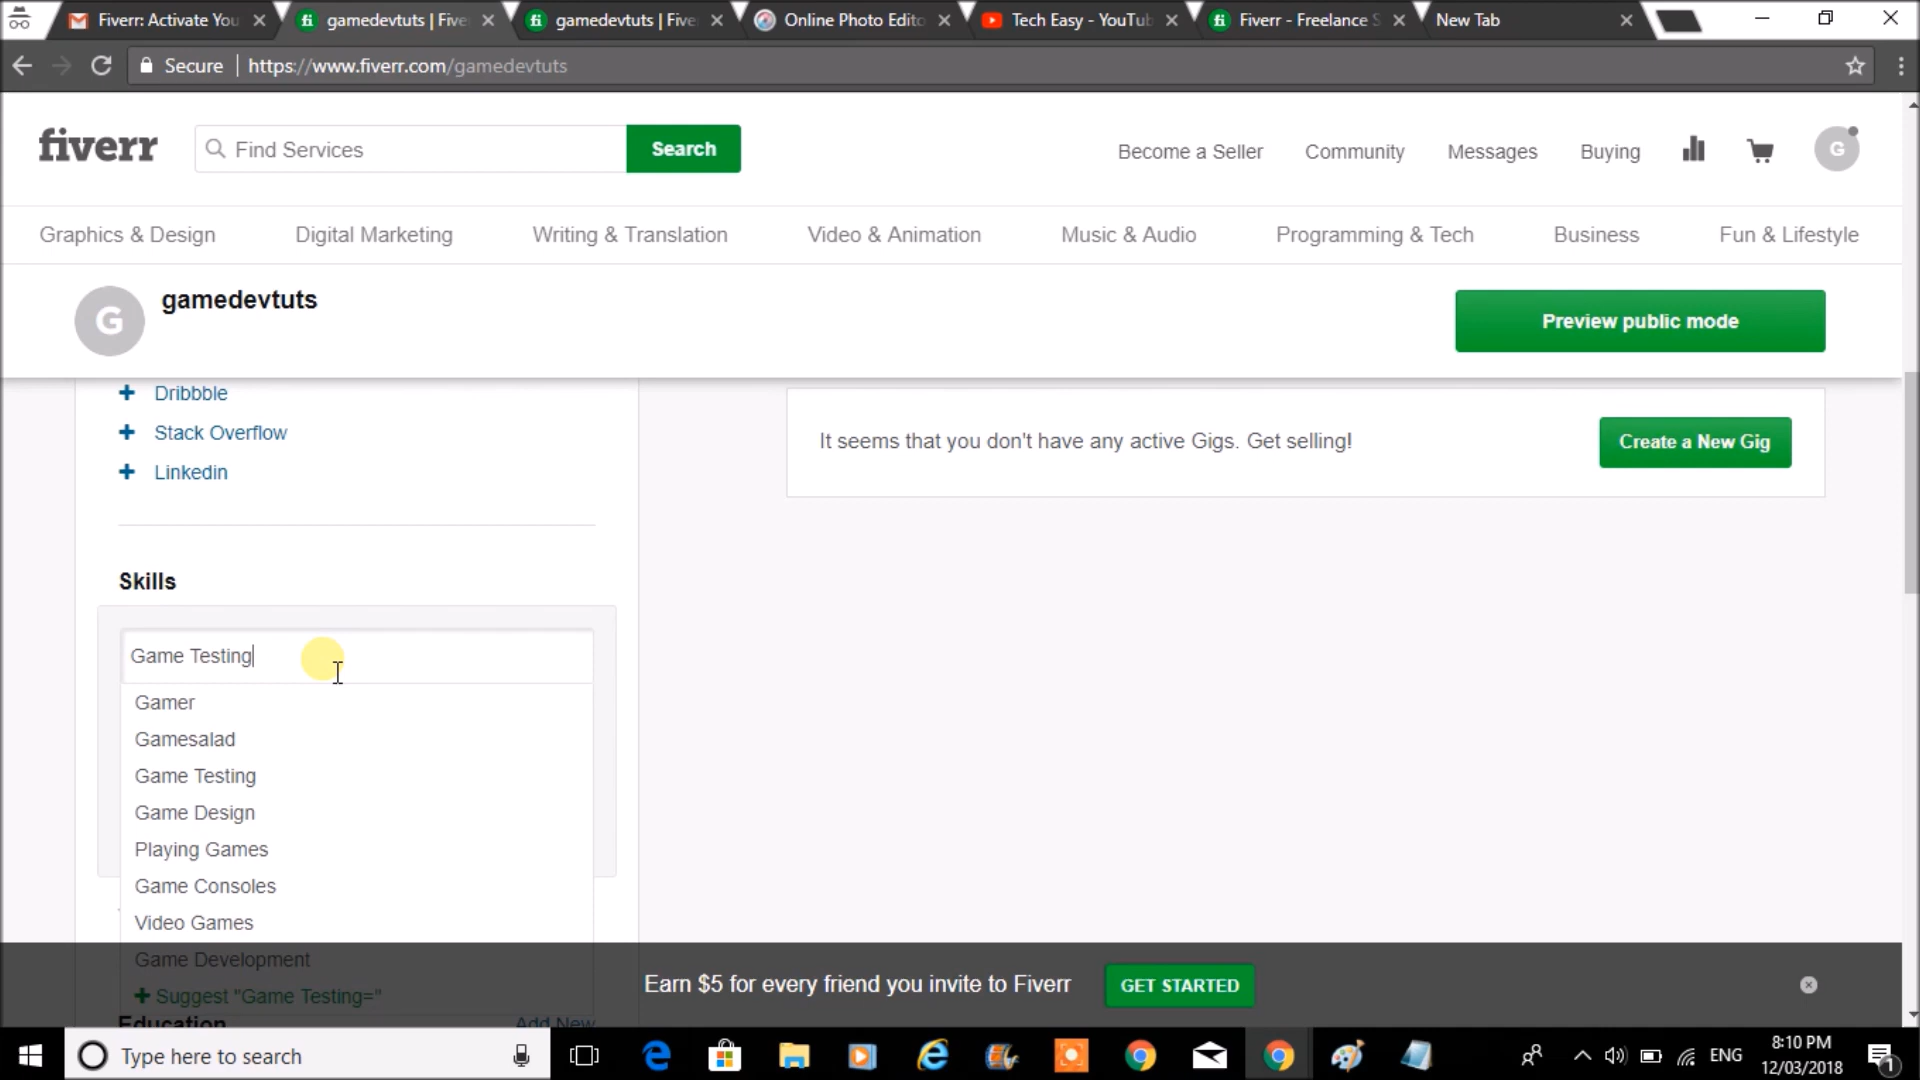 Fiverr: Activate You
gamedevtuts | Five
gamedevtuts | Five
Online Photo Edito
Tech Easy - YouTub
Fiverr - Freelance S
New Tab
Secure
https://www.fiverr.com/gamedevtuts
fiverr
Find Services
Search
Become a Seller
Community
Messages
Buying
G
Graphics & Design
Digital Marketing
Writing & Translation
Video & Animation
Music & Audio
Programming & Tech
Business
Fun & Lifestyle
G
gamedevtuts
Preview public mode
+ Dribbble
+ Stack Overflow
+ Linkedin
It seems that you don't have any active Gigs. Get selling!
Create a New Gig
Skills
Game Testing
Gamer
Gamesalad
Game Testing
Game Design
Playing Games
Game Consoles
Video Games
Game Development
+ Suggest "Game Testing="
Education
Add New
Earn $5 for every friend you invite to Fiverr
GET STARTED
Type here to search
ENG
8:10 PM
12/03/2018
1